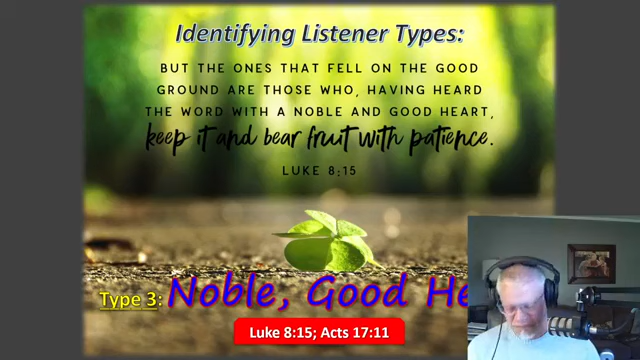 Identifying Listener Types:
BUT THE ONES THAT FELL ON THE GOOD
GROUND ARE THOSE WHO, HAVING HEARD
THE WORD WITH A NOBLE AND GOOD HEART,
keep it and bear fruit with patience.
LUKE 8:15
Type 3: Noble, Good He
Luke 8:15; Acts 17:11